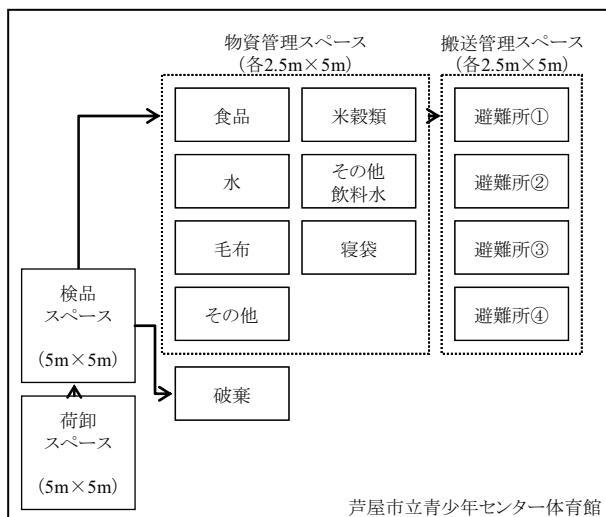 物資管理スペース
(各2.5m×5m)
搬送管理スペース
(各2.5m×5m)
食品
米穀類
避難所①
水
その他
飲料水
避難所②
毛布
寝袋
避難所③
その他
避難所④
検品
スペース
(5m×5m)
破棄
荷卸
スペース
(5m×5m)
芦屋市立青少年センター体育館